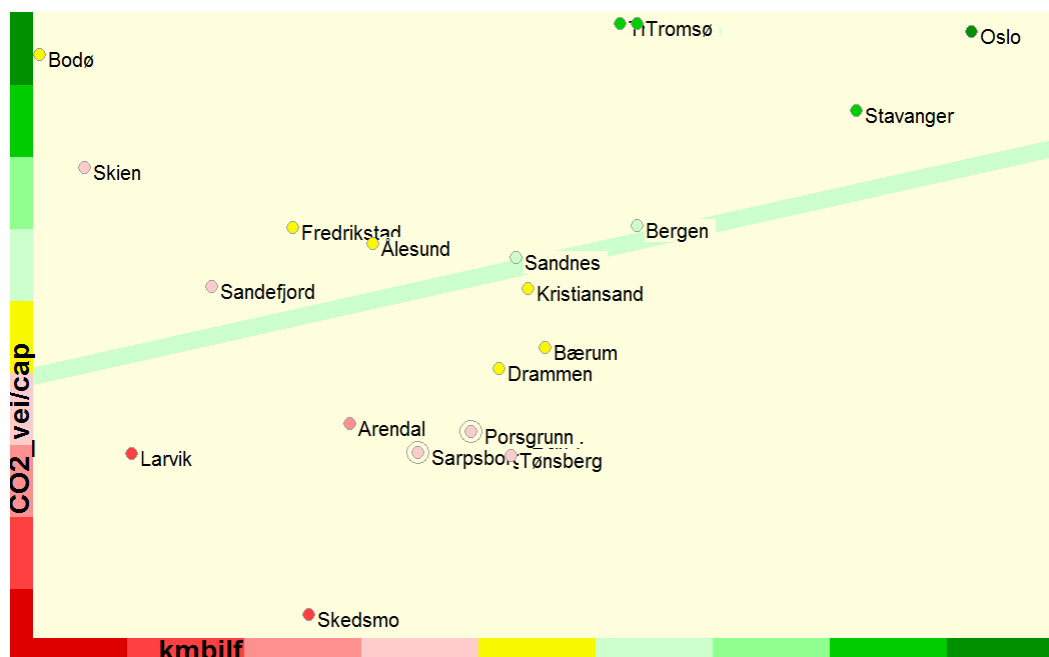 Tromsø
Oslo
Bodø
Stavanger
Skien
Fredrikstad
Bergen
Ålesund
Sandnes
Sandefjord
Kristiansand
Bærum
Drammen
Arendal
Porsgrunn
Larvik
Sarpsborg
Tønsberg
Skedsmo
CO2_vei/cap
kmbilf